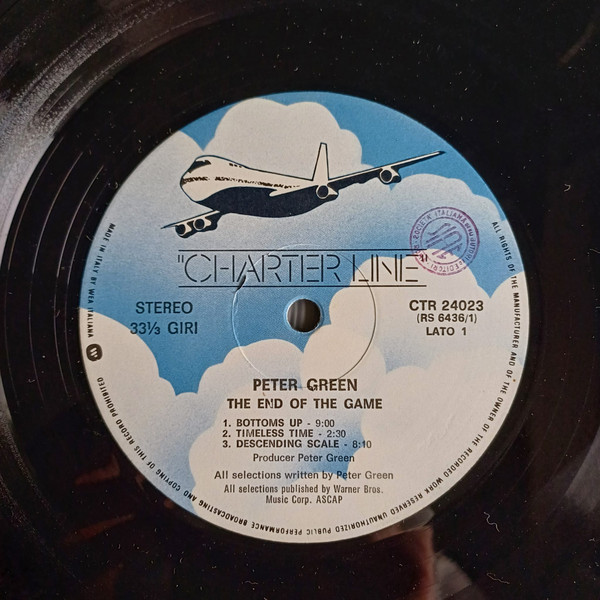 "CHARTER LINE"
STEREO
33⅓ GIRI
CTR 24023
(RS 6436/1)
LATO 1
PETER GREEN
THE END OF THE GAME
1. BOTTOMS UP - 9:00
2. TIMELESS TIME - 2:30
3. DESCENDING SCALE - 8:10
Producer Peter Green
All selections written by Peter Green
All selections published by Warner Bros.
Music Corp. ASCAP
MADE IN ITALY BY WEA ITALIANA
ALL RIGHTS OF THE MANUFACTURER AND OF THE OWNER OF THE RECORDED WORK RESERVED UNAUTHORIZED PUBLIC PERFORMANCE BROADCASTING AND COPYING OF THIS RECORD PROHIBITED
SOCIETA' ITALIANA